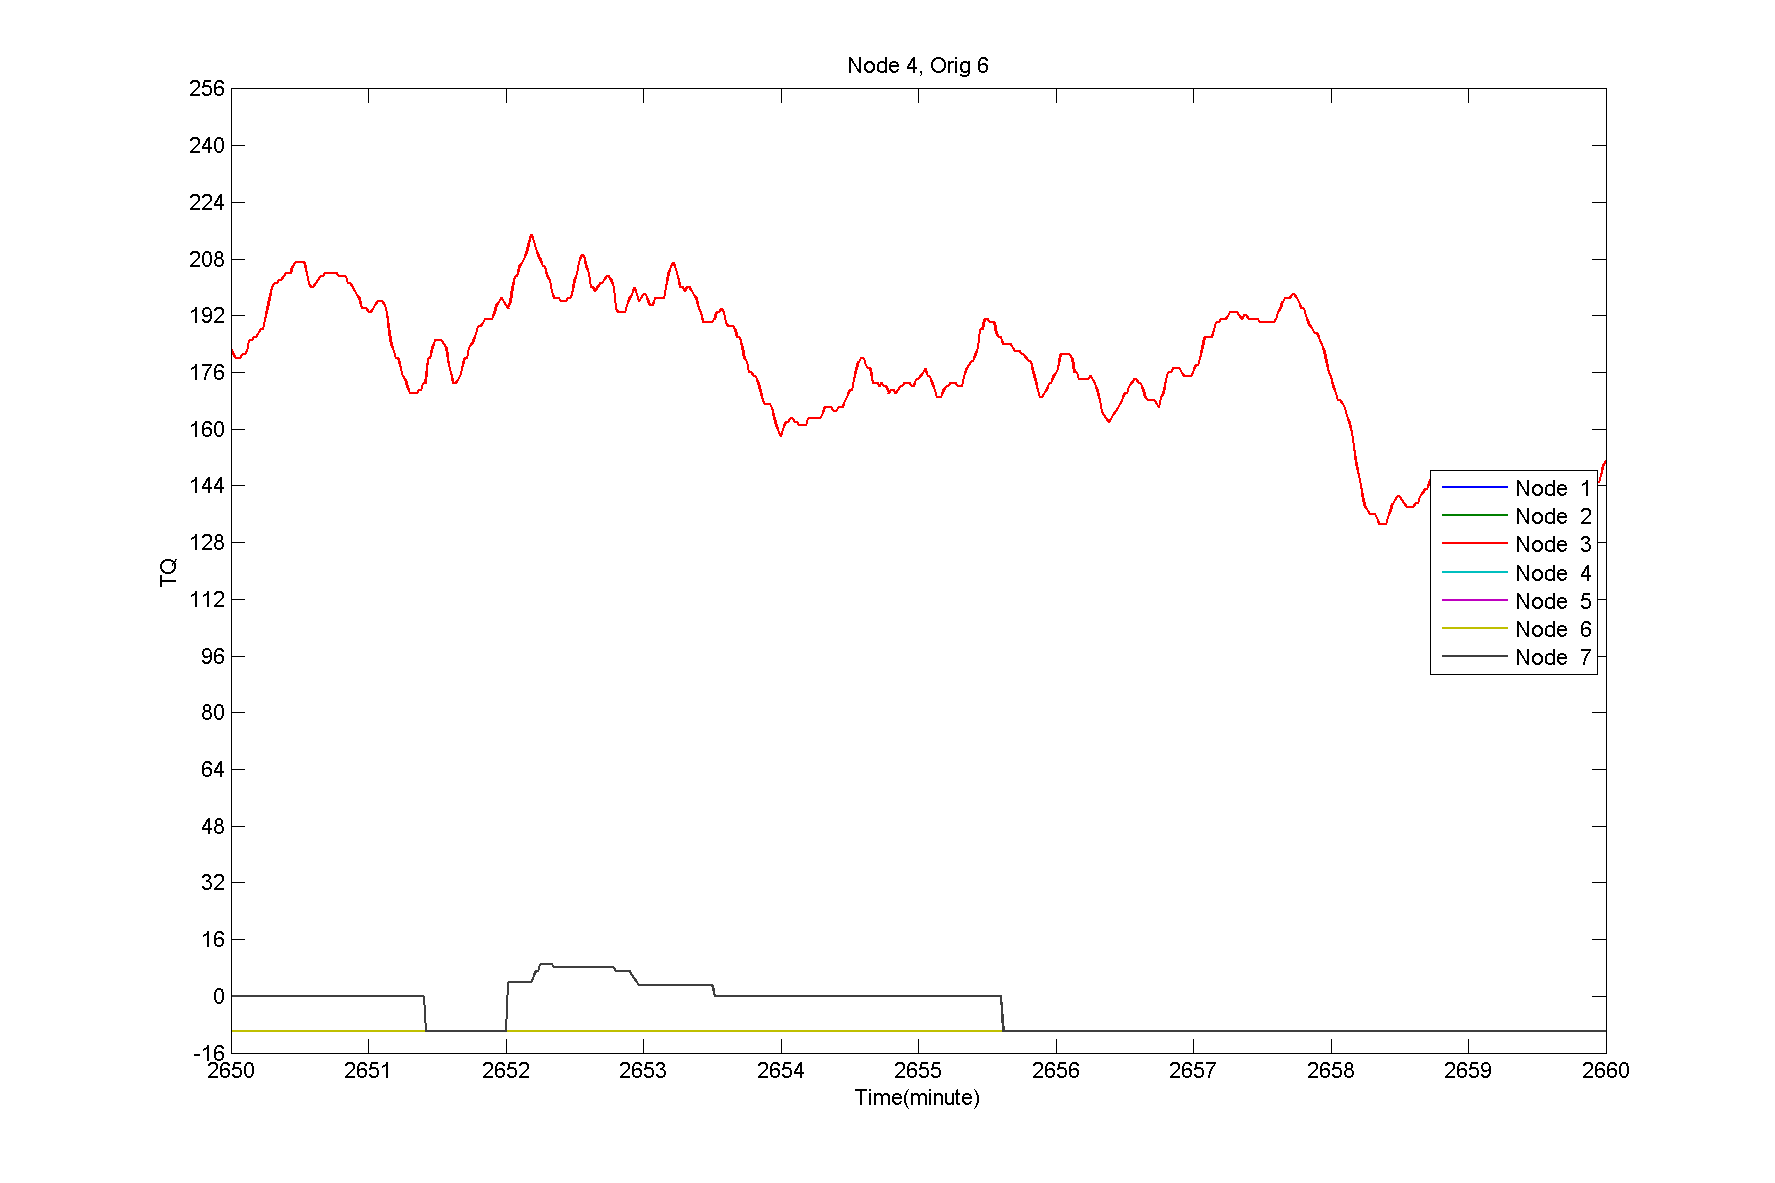 Node 4, Orig 6
256
240
224
208
192
176
160
144
128
112
96
80
64
48
32
16
0
-16
TQ
Node 1
Node 2
Node 3
Node 4
Node 5
Node 6
Node 7
2650 2651 2652 2653 2654 2655 2656 2657 2658 2659 2660
Time(minute)